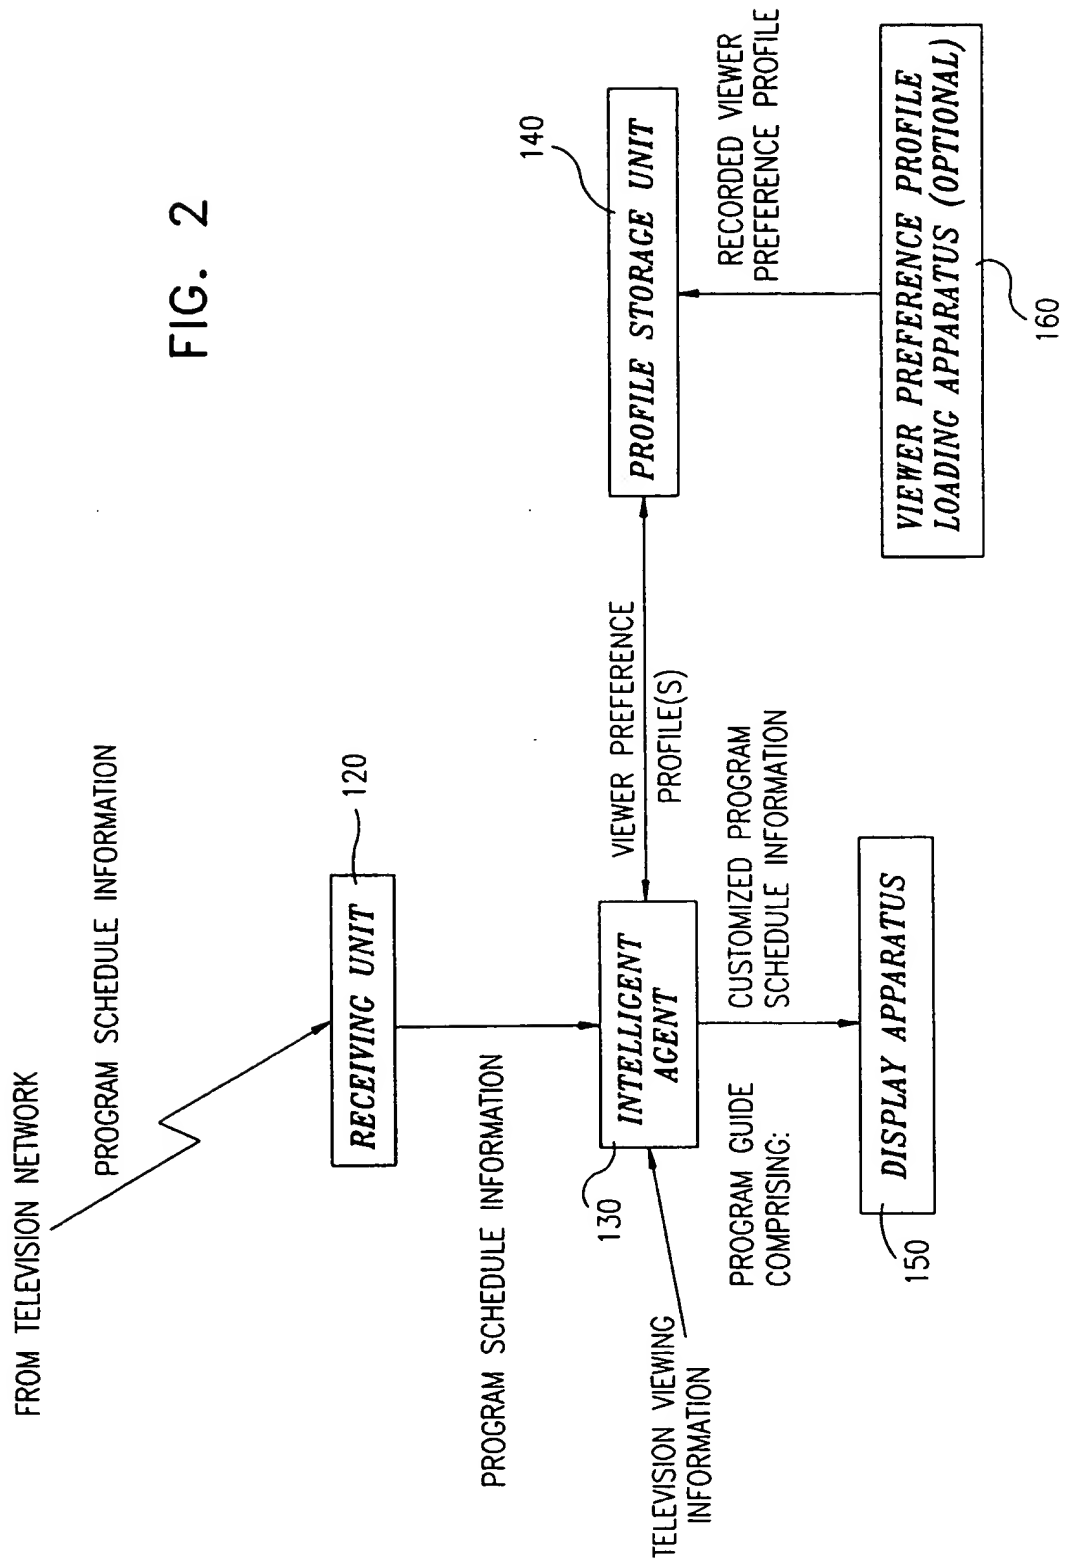 FIG. 2
FROM TELEVISION NETWORK
PROGRAM SCHEDULE INFORMATION
120
RECEIVING UNIT
PROGRAM SCHEDULE INFORMATION
140
PROFILE STORAGE UNIT
VIEWER PREFERENCE
PROFILE(S)
130
INTELLIGENT
AGENT
TELEVISION VIEWING
INFORMATION
RECORDED VIEWER
PREFERENCE PROFILE
PROGRAM GUIDE
COMPRISING:
CUSTOMIZED PROGRAM
SCHEDULE INFORMATION
150
DISPLAY APPARATUS
VIEWER PREFERENCE PROFILE
LOADING APPARATUS (OPTIONAL)
160